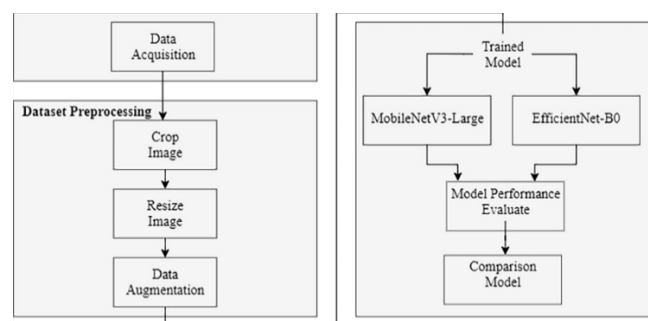 Data
Acquisition
Dataset Preprocessing
Crop
Image
Resize
Image
Data
Augmentation
Trained
Model
MobileNetV3-Large
EfficientNet-B0
Model Performance
Evaluate
Comparison
Model